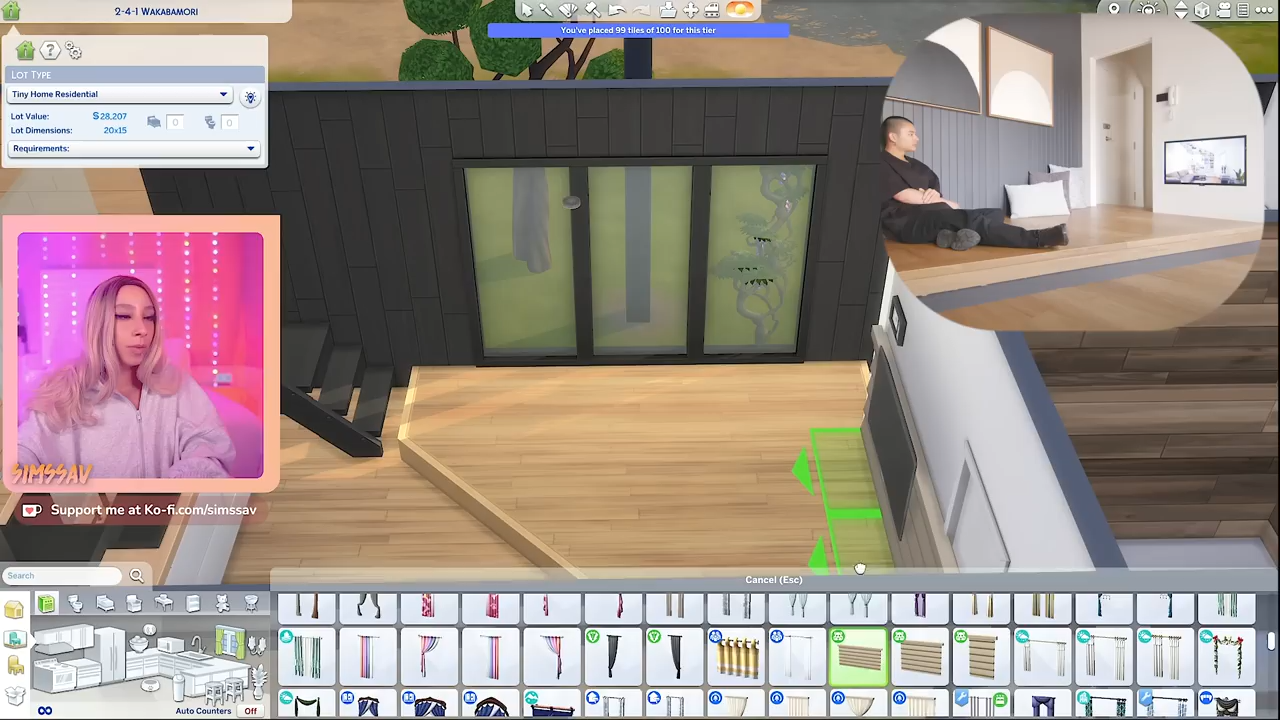 2-4-1 Wakabamori
You've placed 99 tiles of 100 for this tier
Lot Type
Tiny Home Residential
Lot Value: §28,207
0
0
Lot Dimensions: 20x15
Requirements:
SIMSSAV
Support me at Ko-fi.com/simssav
Search
Cancel (Esc)
Auto Counters Off